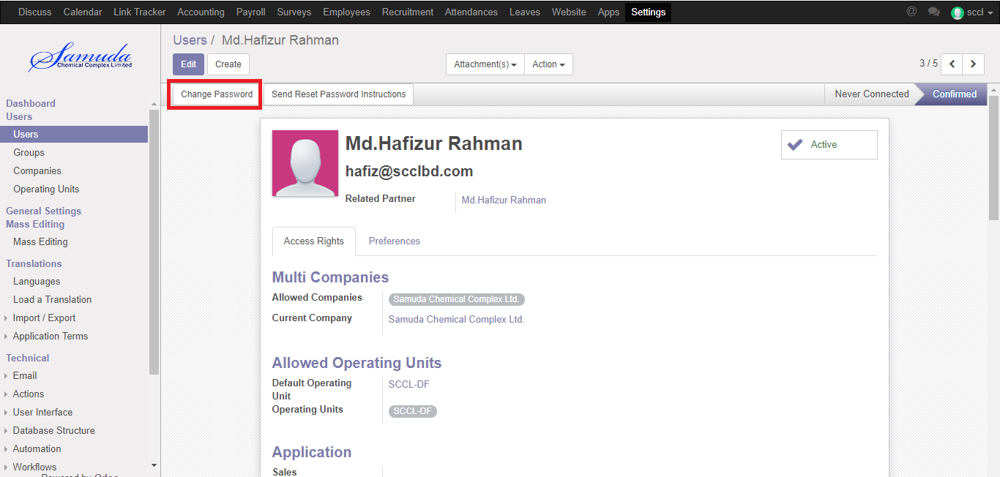 Discuss Calendar Link Tracker Accounting Payroll Surveys Employees Recruitment Attendances Leaves Website Apps Settings @ sccl
Samuda
Chemical Complex Limited
Users / Md.Hafizur Rahman
Edit Create Attachment(s) Action 3 / 5
Change Password Send Reset Password Instructions Never Connected Confirmed
Dashboard
Users
Users
Groups
Companies
Operating Units
General Settings
Mass Editing
Mass Editing
Translations
Languages
Load a Translation
Import / Export
Application Terms
Technical
Email
Actions
User Interface
Database Structure
Automation
Workflows
Powered by Odoo
Md.Hafizur Rahman
Active
hafiz@scclbd.com
Related Partner Md.Hafizur Rahman
Access Rights Preferences
Multi Companies
Allowed Companies Samuda Chemical Complex Ltd.
Current Company Samuda Chemical Complex Ltd.
Allowed Operating Units
Default Operating Unit SCCL-DF
Operating Units SCCL-DF
Application
Sales